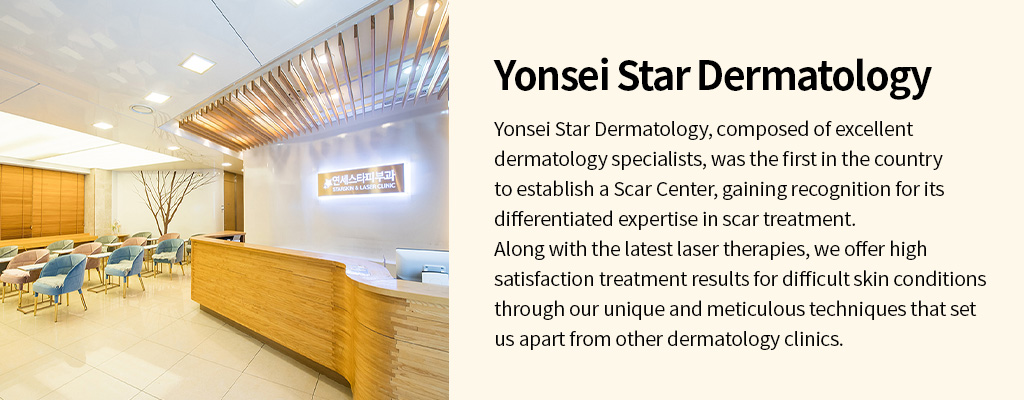 연세스타피부과
STARSKIN & LASER CLINIC
Yonsei Star Dermatology
Yonsei Star Dermatology, composed of excellent
dermatology specialists, was the first in the country
to establish a Scar Center, gaining recognition for its
differentiated expertise in scar treatment.
Along with the latest laser therapies, we offer high
satisfaction treatment results for difficult skin conditions
through our unique and meticulous techniques that set
us apart from other dermatology clinics.